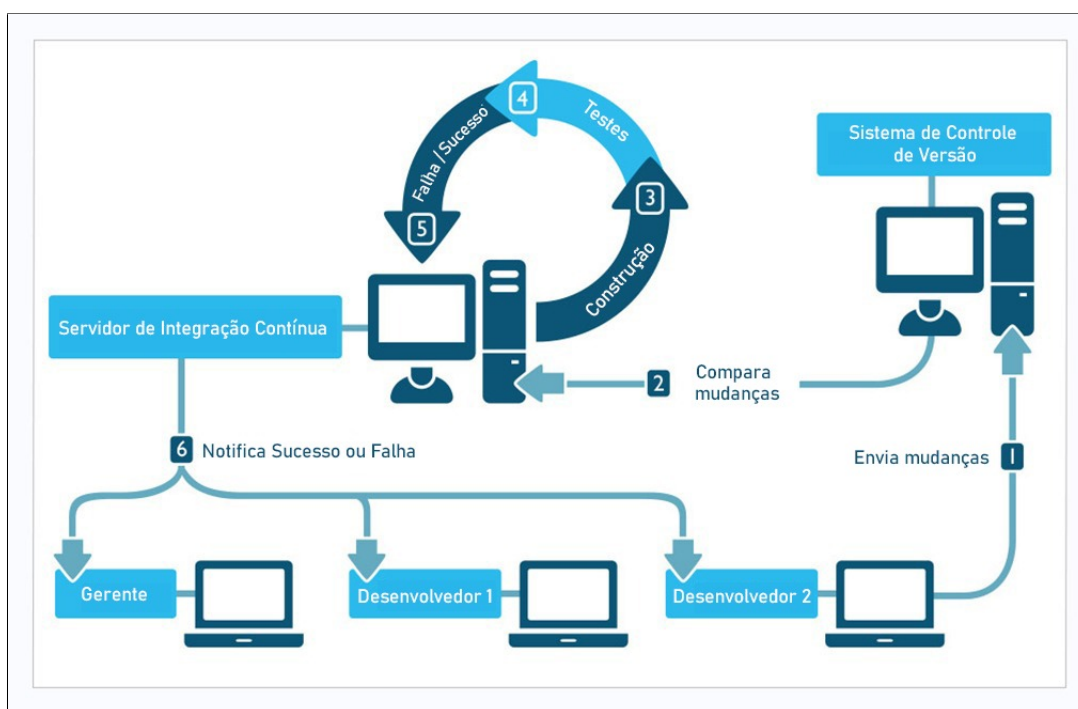 4
Testes
Falha / Sucesso
Sistema de Controle
de Versão
3
5
Construção
Servidor de Integração Contínua
2
Compara
mudanças
6
Notifica Sucesso ou Falha
Envia mudanças
1
Gerente
Desenvolvedor 1
Desenvolvedor 2